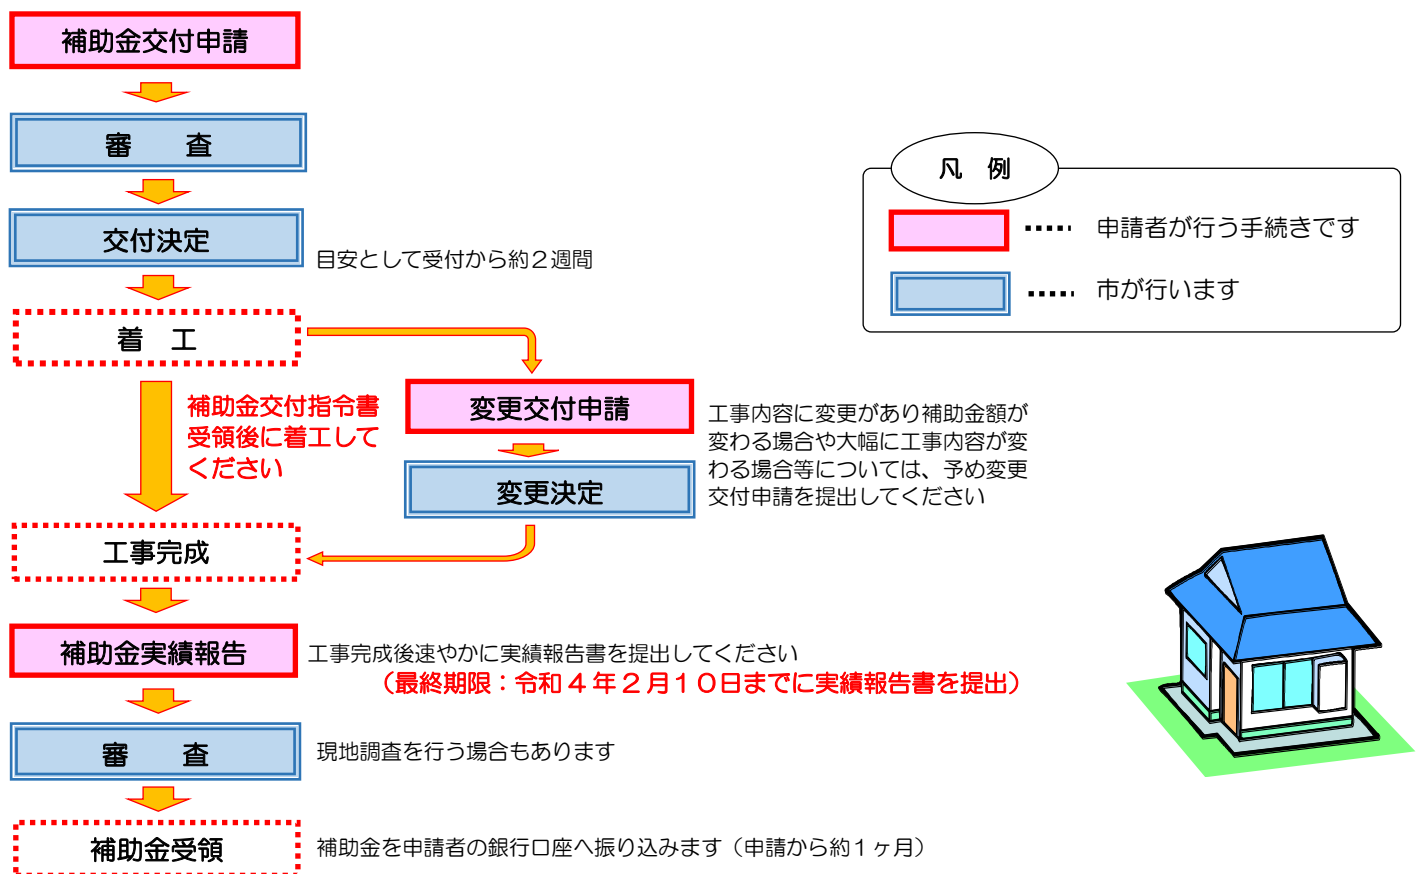 補助金交付申請
審　査
交付決定
目安として受付から約２週間
着　工
補助金交付指令書
受領後に着工して
ください
変更交付申請
工事内容に変更があり補助金額が
変わる場合や大幅に工事内容が変
わる場合等については、予め変更
交付申請を提出してください
変更決定
工事完成
補助金実績報告
工事完成後速やかに実績報告書を提出してください
（最終期限：令和４年２月１０日までに実績報告書を提出）
審　査
現地調査を行う場合もあります
補助金受領
補助金を申請者の銀行口座へ振り込みます（申請から約１ヶ月）
凡　例
····· 申請者が行う手続きです
····· 市が行います